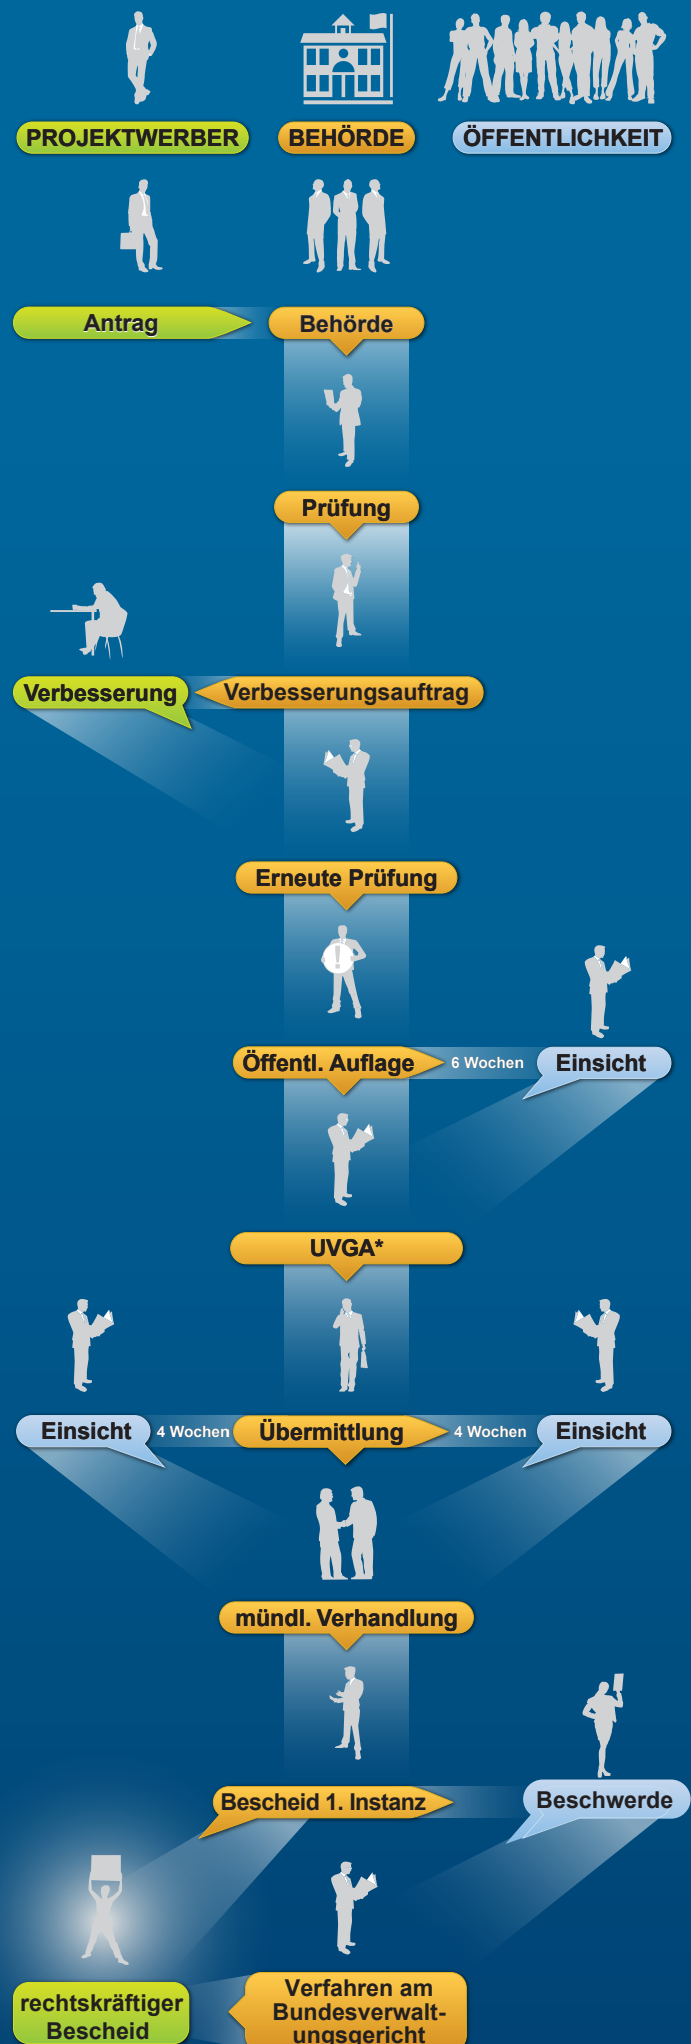 PROJEKTWERBER BEHÖRDE ÖFFENTLICHKEIT
Antrag Behörde
Prüfung
Verbesserung Verbesserungsauftrag
Erneute Prüfung
!
Öffentl. Auflage 6 Wochen Einsicht
UVGA*
Einsicht 4 Wochen Übermittlung 4 Wochen Einsicht
mündl. Verhandlung
Bescheid 1. Instanz Beschwerde
rechtskräftiger
Bescheid
Verfahren am
Bundesverwalt-
ungsgericht